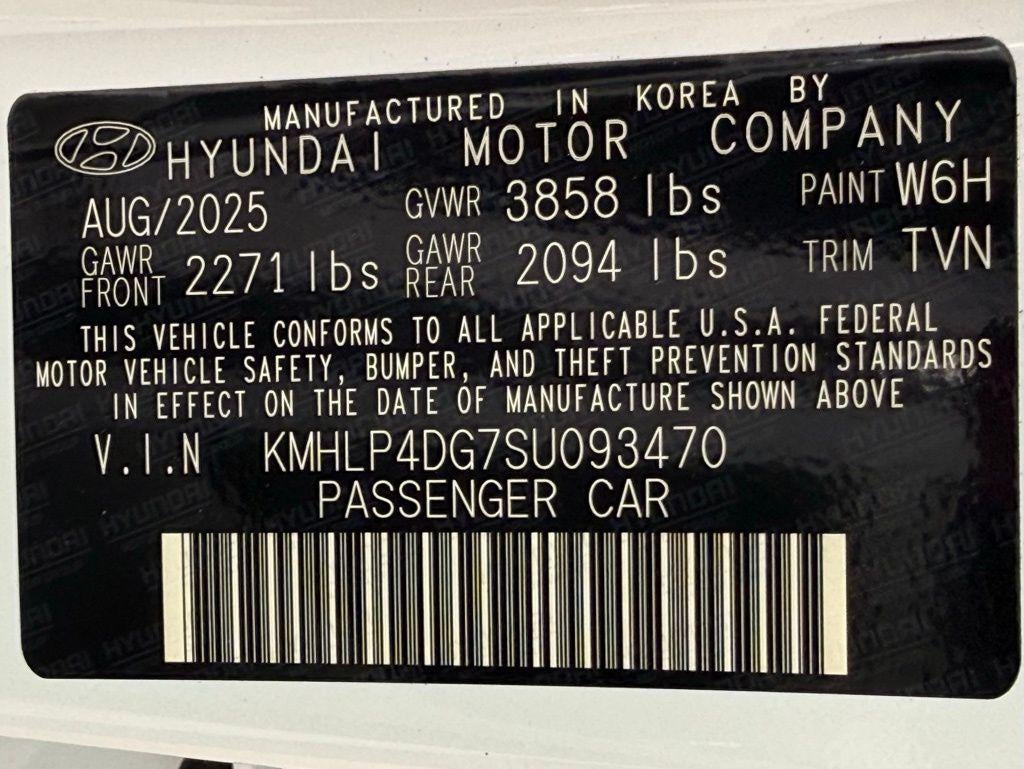 MANUFACTURED IN KOREA BY
HYUNDAI MOTOR COMPANY
AUG/2025 GVWR 3858 lbs PAINT W6H
GAWR FRONT 2271 lbs GAWR REAR 2094 lbs TRIM TVN
THIS VEHICLE CONFORMS TO ALL APPLICABLE U.S.A. FEDERAL
MOTOR VEHICLE SAFETY, BUMPER, AND THEFT PREVENTION STANDARDS
IN EFFECT ON THE DATE OF MANUFACTURE SHOWN ABOVE
V.I.N KMHLP4DG7SU093470
PASSENGER CAR